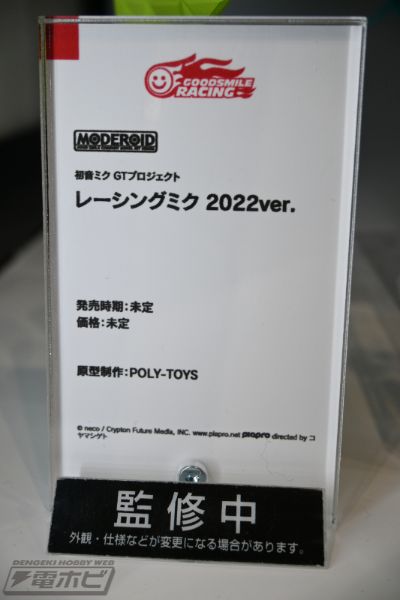 GOODSMILE
RACING
MODEROID
初音ミク GTプロジェクト
レーシングミク 2022ver.
発売時期：未定
価格：未定
原型制作：POLY-TOYS
© neco / Crypton Future Media, INC. www.piapro.net piapro directed by コ
ヤマシゲト
監修中
外観・仕様などが変更になる場合があります。
DENGEKI HOBBY WEB
電ホビ